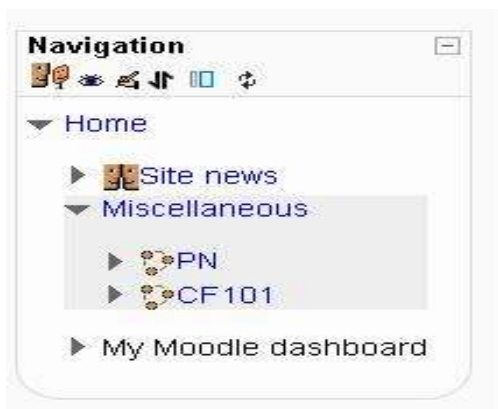 Navigation
Home
Site news
Miscellaneous
PN
CF101
My Moodle dashboard